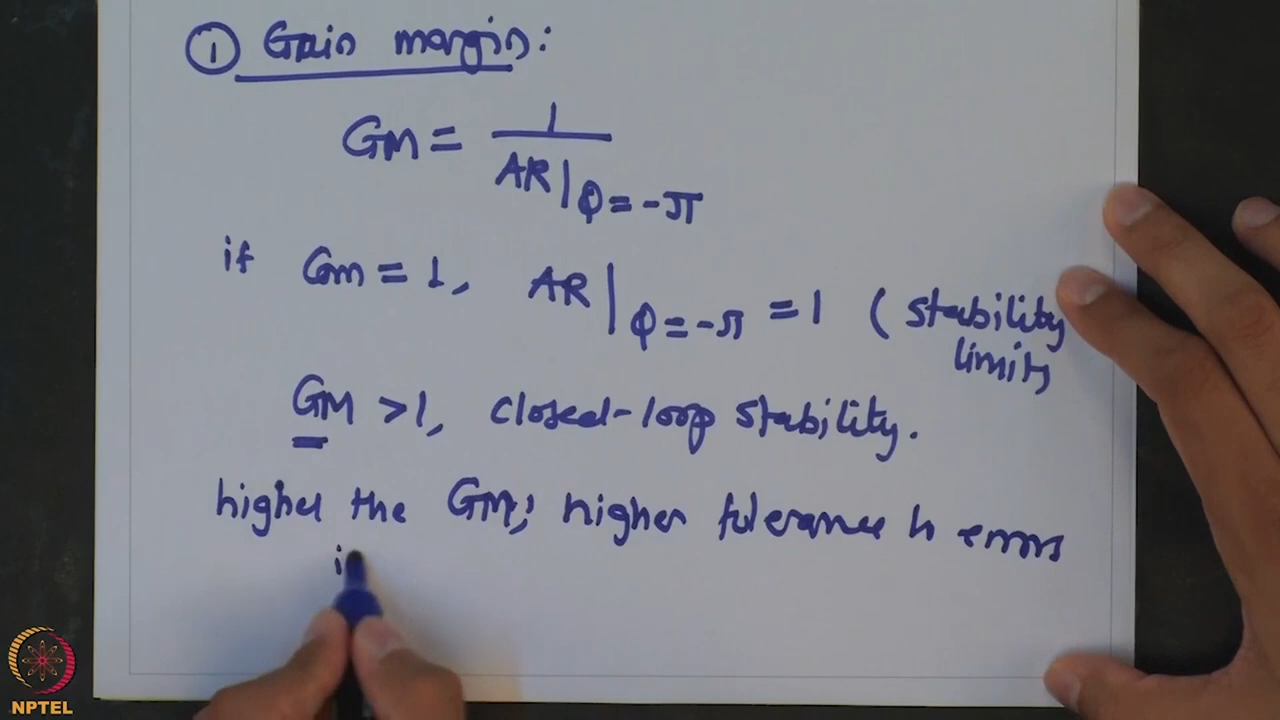 ① Gain margin:
GM = 1 / AR|φ=-π
if GM = 1, AR|φ=-π = 1 (stability
limit)
GM >1, closed-loop stability.
higher the GM, higher tolerance to errors
i
NPTEL